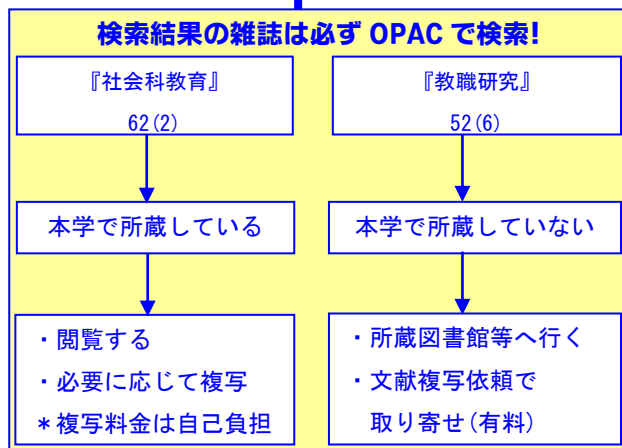 検索結果の雑誌は必ず OPAC で検索!
『社会科教育』
62(2)
本学で所蔵している
・閲覧する
・必要に応じて複写
*複写料金は自己負担
『教職研究』
52(6)
本学で所蔵していない
・所蔵図書館等へ行く
・文献複写依頼で
取り寄せ(有料)